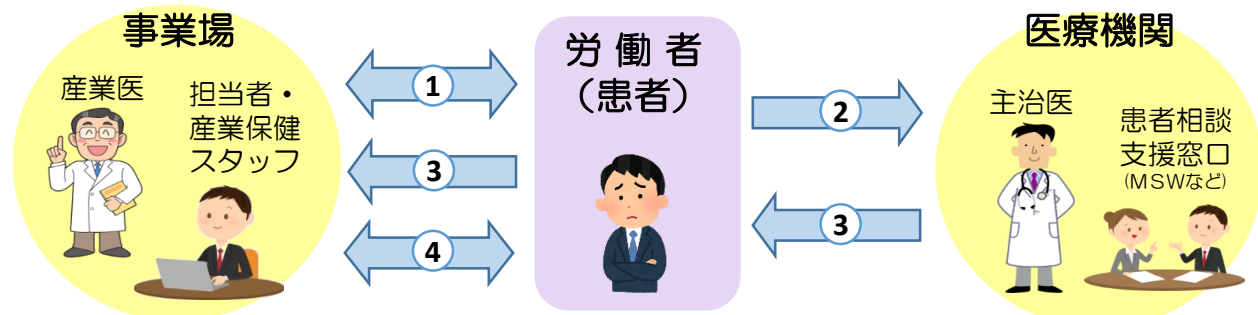 事業場
産業医
担当者・
産業保健
スタッフ
1
3
4
労働者
（患者）
2
3
医療機関
主治医
患者相談
支援窓口
(MSWなど)